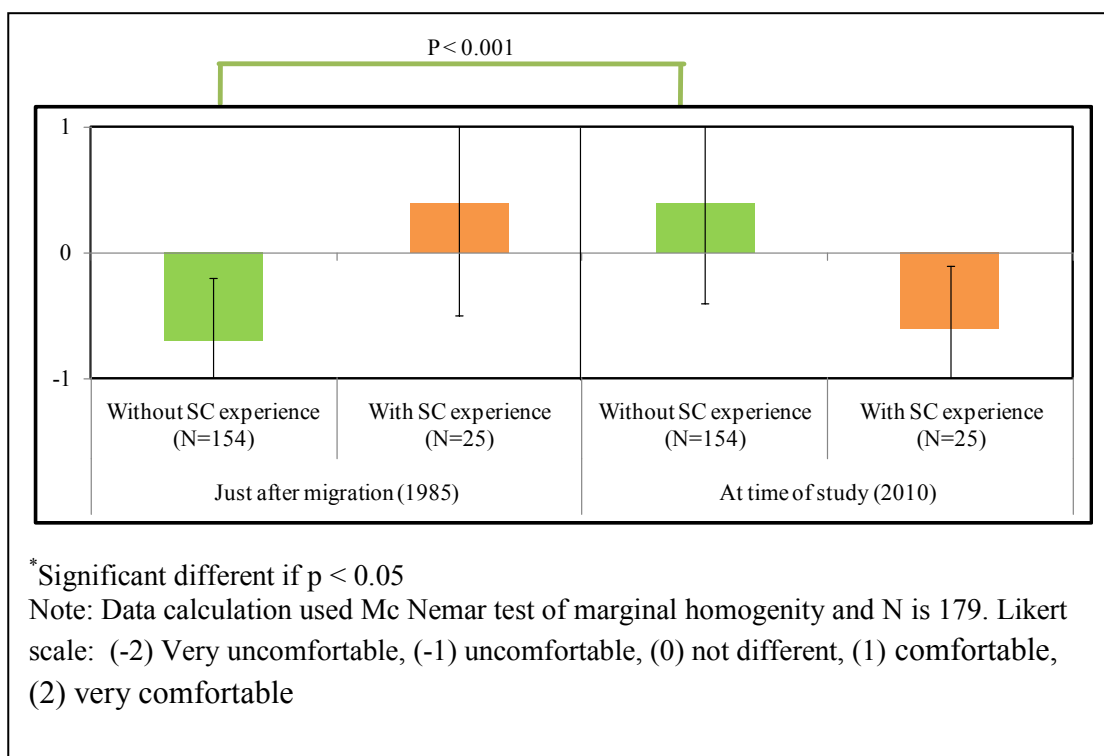 P < 0.001
1
0
-1
Without SC experience With SC experience Without SC experience With SC experience
(N=154) (N=25) (N=154) (N=25)
Just after migration (1985) At time of study (2010)
*Significant different if p < 0.05
Note: Data calculation used Mc Nemar test of marginal homogenity and N is 179. Likert
scale: (-2) Very uncomfortable, (-1) uncomfortable, (0) not different, (1) comfortable,
(2) very comfortable